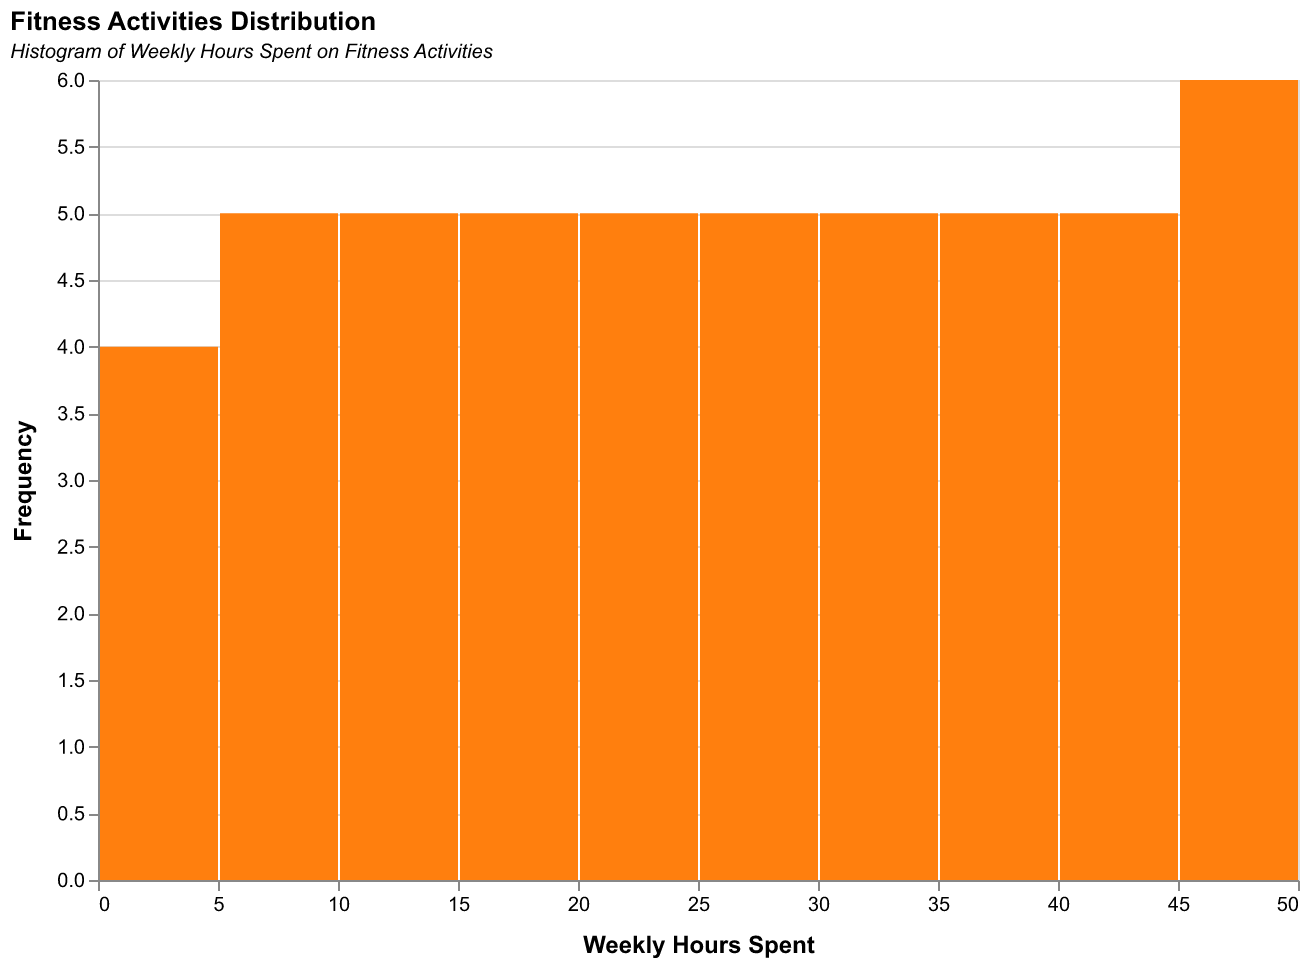 Fitness Activities Distribution
Histogram of Weekly Hours Spent on Fitness Activities
6.0
5.5
5.0
4.5
4.0
3.5
3.0
2.5
2.0
1.5
1.0
0.5
0.0
Frequency
0 5 10 15 20 25 30 35 40 45 50
Weekly Hours Spent